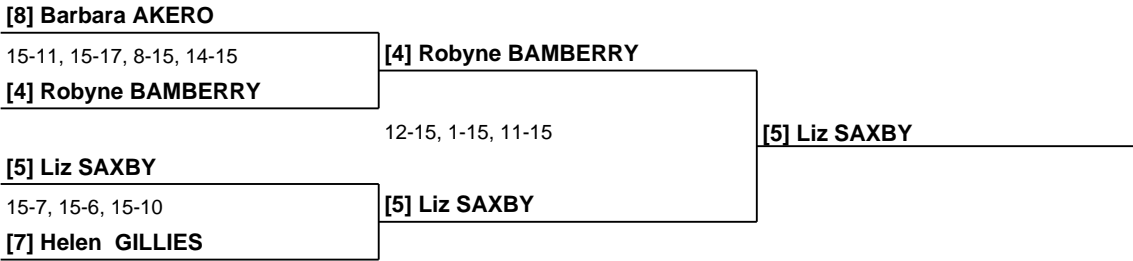 [8] Barbara AKERO
15-11, 15-17, 8-15, 14-15
[4] Robyne BAMBERRY
[4] Robyne BAMBERRY
12-15, 1-15, 11-15
[5] Liz SAXBY
[5] Liz SAXBY
15-7, 15-6, 15-10
[5] Liz SAXBY
[7] Helen  GILLIES